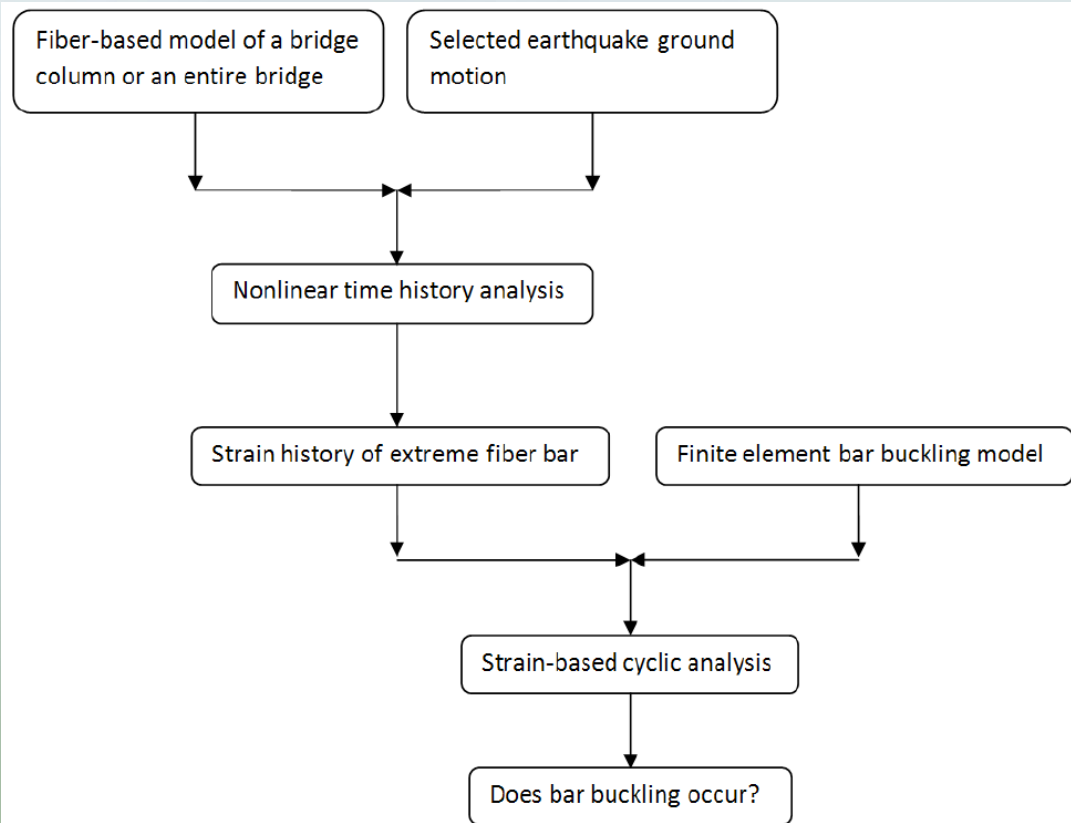 Fiber-based model of a bridge
column or an entire bridge
Selected earthquake ground
motion
Nonlinear time history analysis
Strain history of extreme fiber bar
Finite element bar buckling model
Strain-based cyclic analysis
Does bar buckling occur?